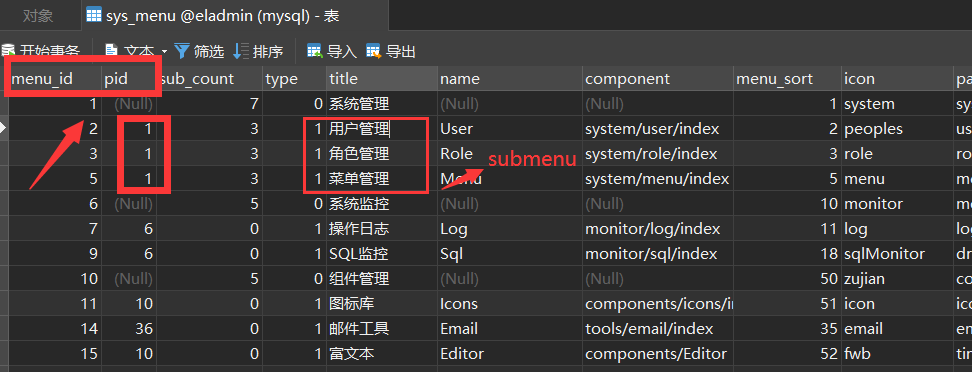 对象 sys_menu @eladmin (mysql) - 表
开始事务 文本 筛选 排序 导入 导出
menu_id pid sub_count type title name component menu_sort icon pa
1 (Null) 7 0 系统管理 (Null) (Null) 1 system sy
2 1 3 1 用户管理 User system/user/index 2 peoples us
3 1 3 1 角色管理 Role system/role/index 3 role ro
submenu
5 1 3 1 菜单管理 Menu system/menu/index 5 menu me
6 (Null) 5 0 系统监控 (Null) (Null) 10 monitor mo
7 6 0 1 操作日志 Log monitor/log/index 11 log log
9 6 0 1 SQL监控 Sql monitor/sql/index 18 sqlMonitor dr
10 (Null) 5 0 组件管理 (Null) (Null) 50 zujian co
11 10 0 1 图标库 Icons components/icons/i 51 icon ico
14 36 0 1 邮件工具 Email tools/email/index 35 email em
15 10 0 1 富文本 Editor components/Editor 52 fwb tin